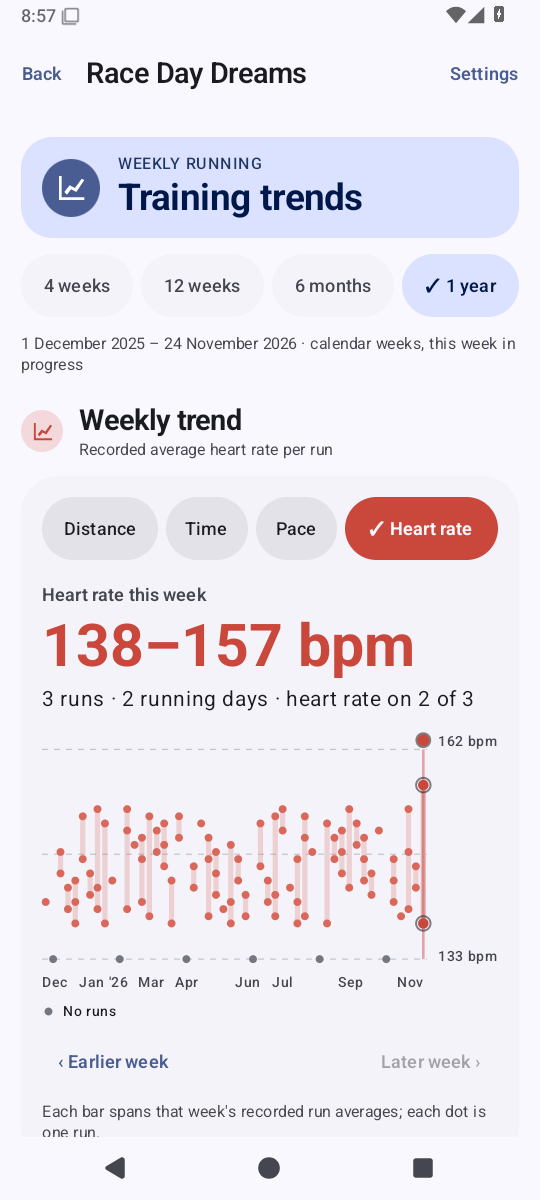 8:57
Back Race Day Dreams Settings
WEEKLY RUNNING
Training trends
4 weeks 12 weeks 6 months ✓ 1 year
1 December 2025 – 24 November 2026 · calendar weeks, this week in
progress
Weekly trend
Recorded average heart rate per run
Distance Time Pace ✓ Heart rate
Heart rate this week
138–157 bpm
3 runs · 2 running days · heart rate on 2 of 3
162 bpm
133 bpm
Dec Jan '26 Mar Apr Jun Jul Sep Nov
No runs
‹ Earlier week Later week ›
Each bar spans that week's recorded run averages; each dot is
one run.